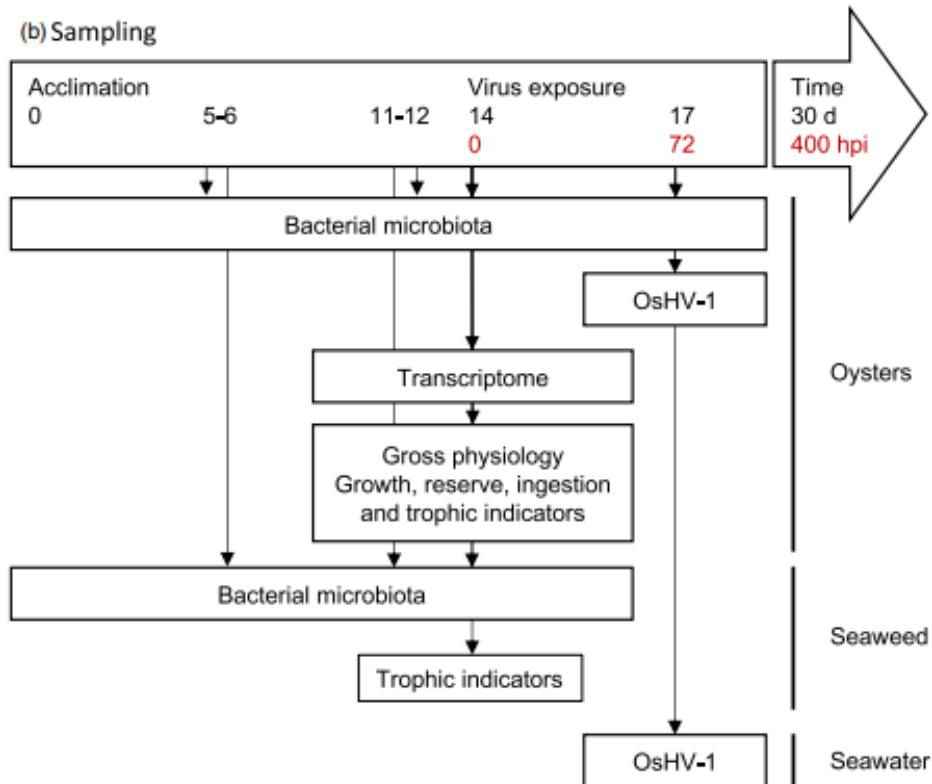 (b) Sampling
Acclimation
Virus exposure
Time
0
5-6
11-12
14
17
30 d
0
72
400 hpi
Bacterial microbiota
OsHV-1
Oysters
Transcriptome
Gross physiology
Growth, reserve, ingestion
and trophic indicators
Bacterial microbiota
Seaweed
Trophic indicators
OsHV-1
Seawater